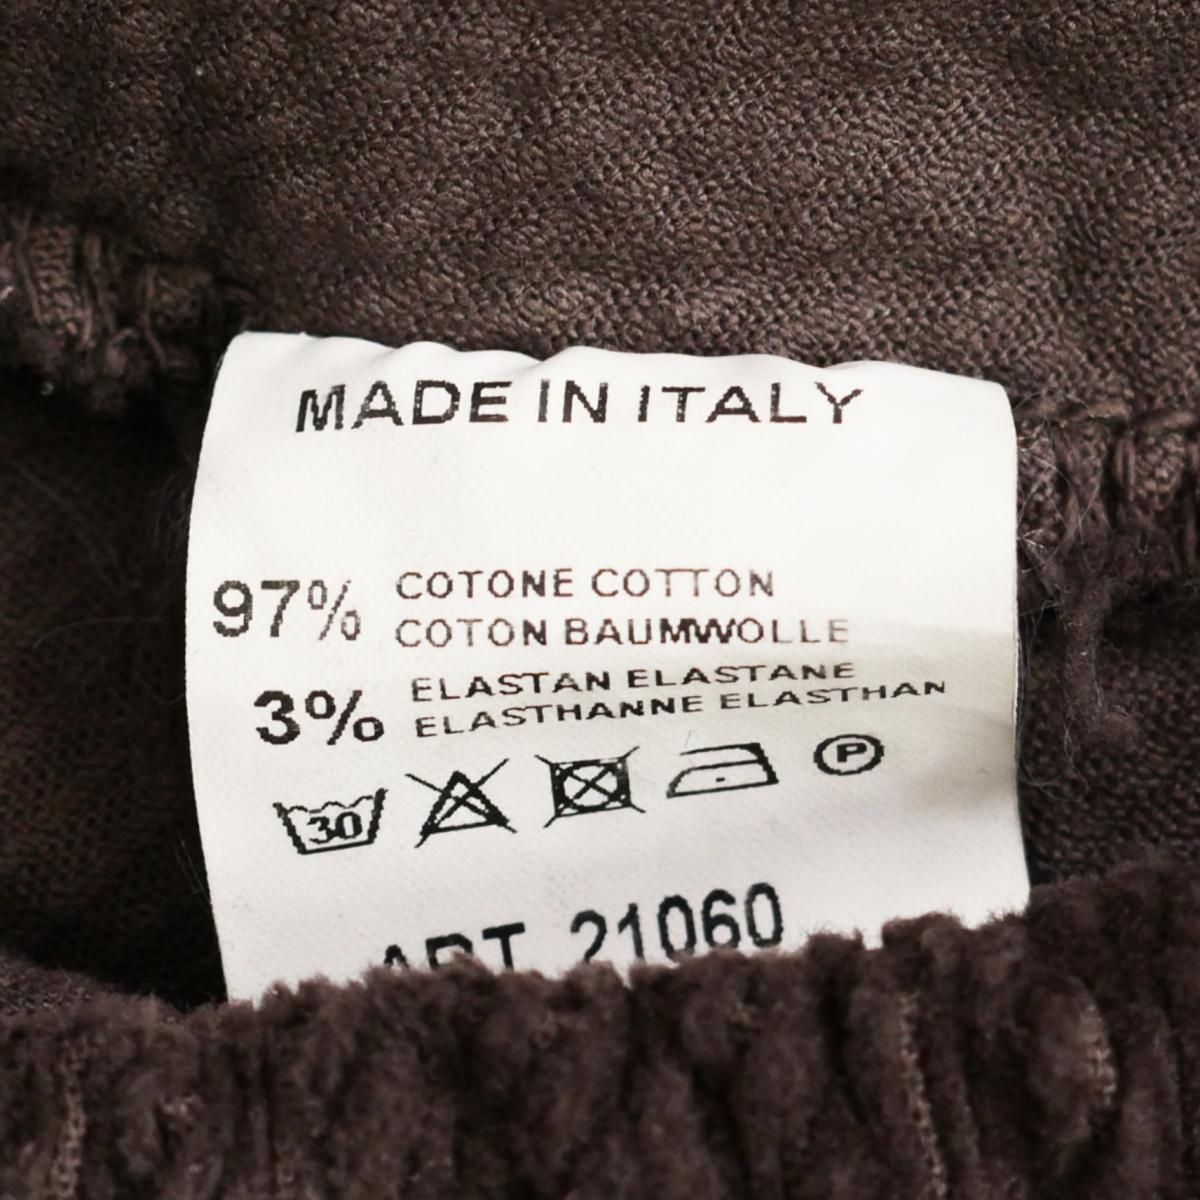 MADE IN ITALY
97% COTONE COTTON
COTON BAUMWOLLE
3% ELASTAN ELASTANE
ELASTHANNE ELASTHAN
30 P
ART. 21060